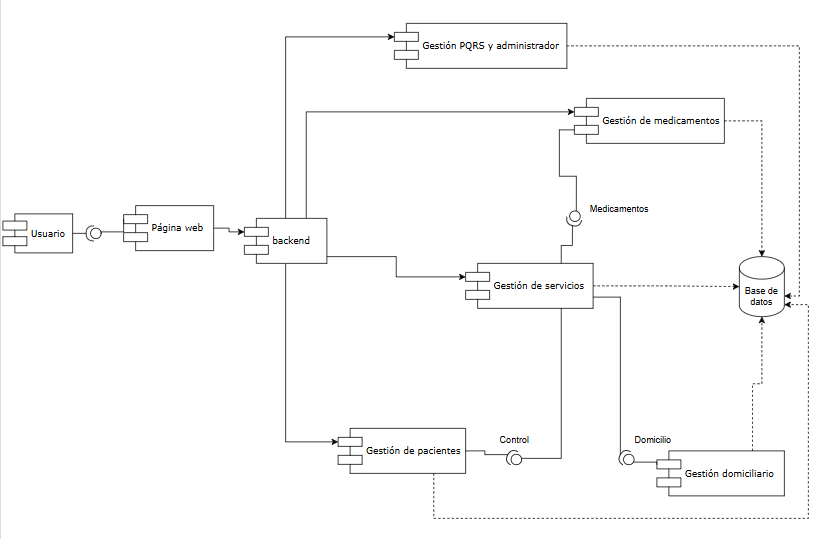 Gestión PQRS y administrador
Gestión de medicamentos
Medicamentos
Usuario
Página web
backend
Gestión de servicios
Base de
datos
Control
Domicilio
Gestión de pacientes
Gestión domiciliario